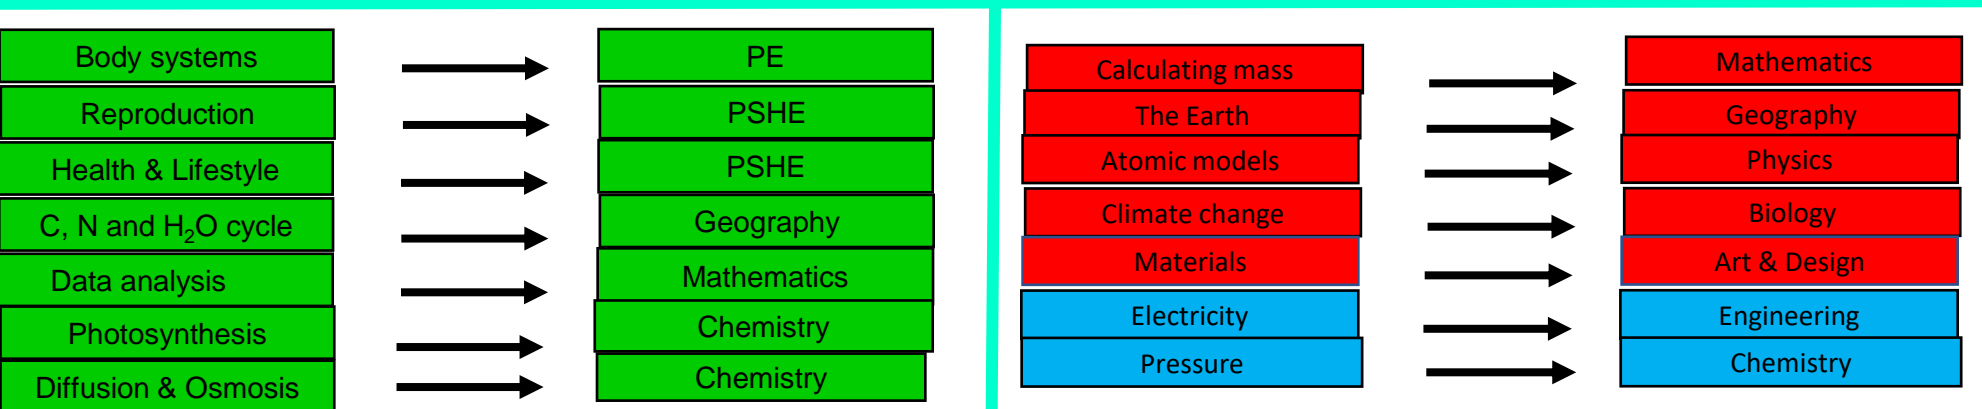 Body systems
PE
Reproduction
PSHE
Health & Lifestyle
PSHE
C, N and H₂O cycle
Geography
Data analysis
Mathematics
Photosynthesis
Chemistry
Diffusion & Osmosis
Chemistry
Calculating mass
Mathematics
The Earth
Geography
Atomic models
Physics
Climate change
Biology
Materials
Art & Design
Electricity
Engineering
Pressure
Chemistry